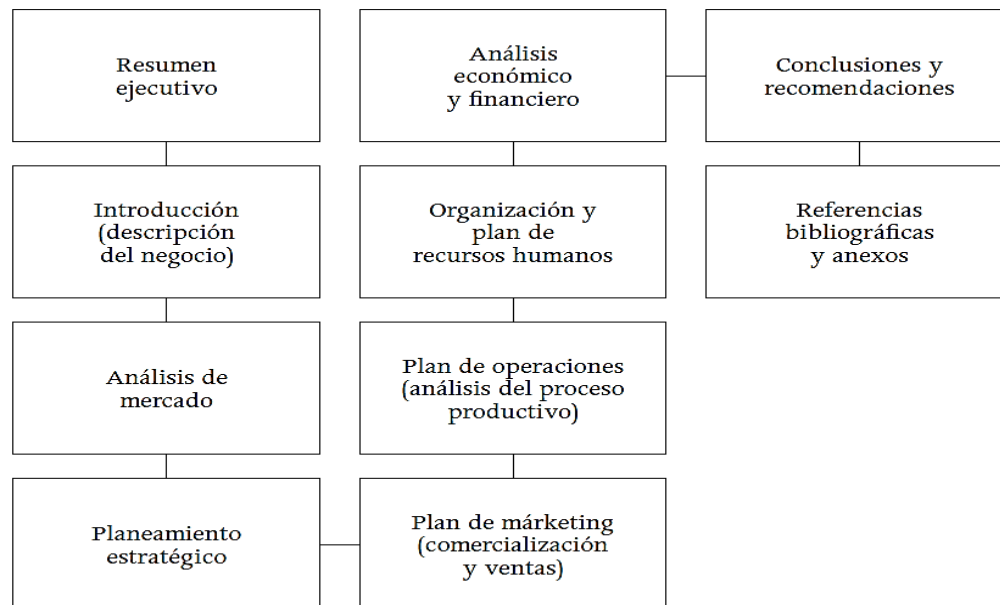 Resumen
ejecutivo
Introducción
(descripción
del negocio)
Análisis de
mercado
Planeamiento
estratégico
Plan de márketing
(comercialización
y ventas)
Plan de operaciones
(análisis del proceso
productivo)
Organización y
plan de
recursos humanos
Análisis
económico
y financiero
Conclusiones y
recomendaciones
Referencias
bibliográficas
y anexos